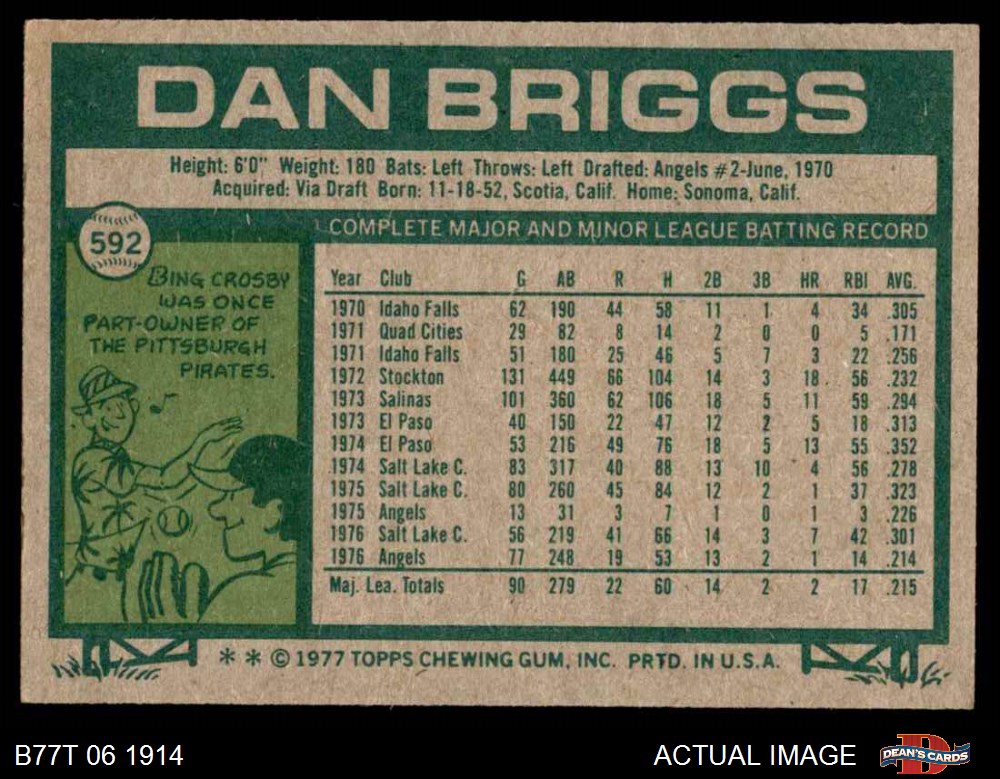 DAN BRIGGS
Height: 6'0" Weight: 180 Bats: Left Throws: Left Drafted: Angels #2-June, 1970
Acquired: Via Draft Born: 11-18-52, Scotia, Calif. Home: Sonoma, Calif.
592
COMPLETE MAJOR AND MINOR LEAGUE BATTING RECORD
BING CROSBY
WAS ONCE
PART-OWNER OF
THE PITTSBURGH
PIRATES.
Year Club G AB R H 2B 3B HR RBI AVG.
1970 Idaho Falls 62 190 44 58 11 1 4 34 .305
1971 Quad Cities 29 82 8 14 2 0 0 5 .171
1971 Idaho Falls 51 180 25 46 5 7 3 22 .256
1972 Stockton 131 449 66 104 14 3 18 56 .232
1973 Salinas 101 360 62 106 18 5 11 59 .294
1973 El Paso 40 150 22 47 12 2 5 18 .313
1974 El Paso 53 216 49 76 18 5 13 55 .352
1974 Salt Lake C. 83 317 40 88 13 10 4 56 .278
1975 Salt Lake C. 80 260 45 84 12 2 1 37 .323
1975 Angels 13 31 3 7 1 0 1 3 .226
1976 Salt Lake C. 56 219 41 66 14 3 7 42 .301
1976 Angels 77 248 19 53 13 2 1 14 .214
Maj. Lea. Totals 90 279 22 60 14 2 2 17 .215
* * © 1977 TOPPS CHEWING GUM, INC. PRTD. IN U.S.A.
B77T 06 1914
ACTUAL IMAGE
D
DEAN'S CARDS